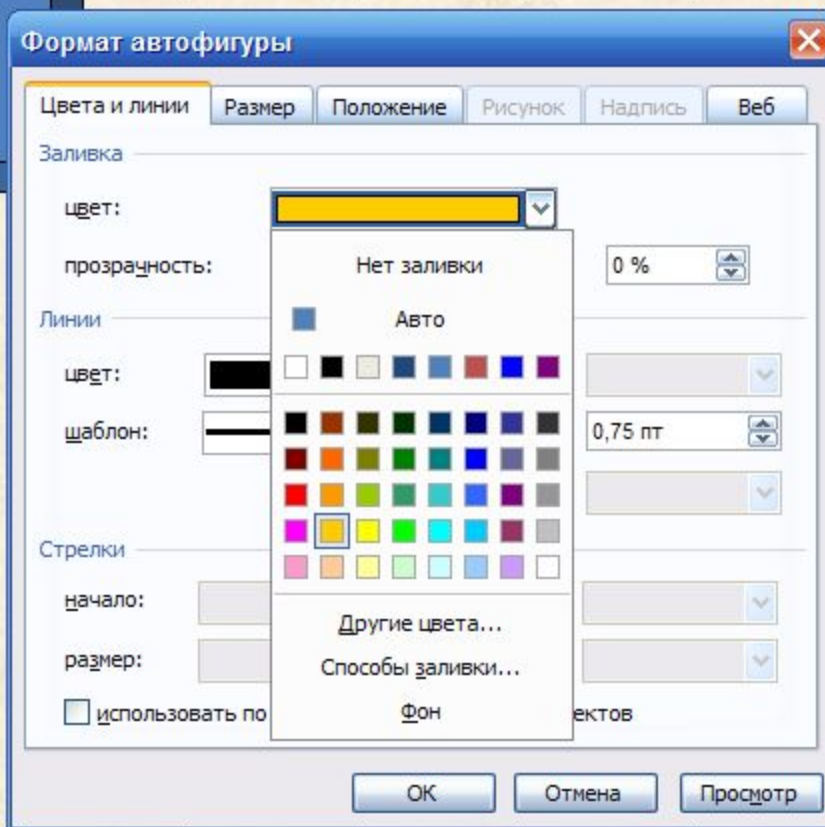 Формат автофигуры
Цвета и линии Размер Положение Рисунок Надпись Веб
Заливка
цвет:
прозрачность: Нет заливки 0 %
Линии Авто
цвет:
шаблон: 0,75 пт
Стрелки
начало: Другие цвета...
размер: Способы заливки...
использовать по Фон ектов
ОК Отмена Просмотр